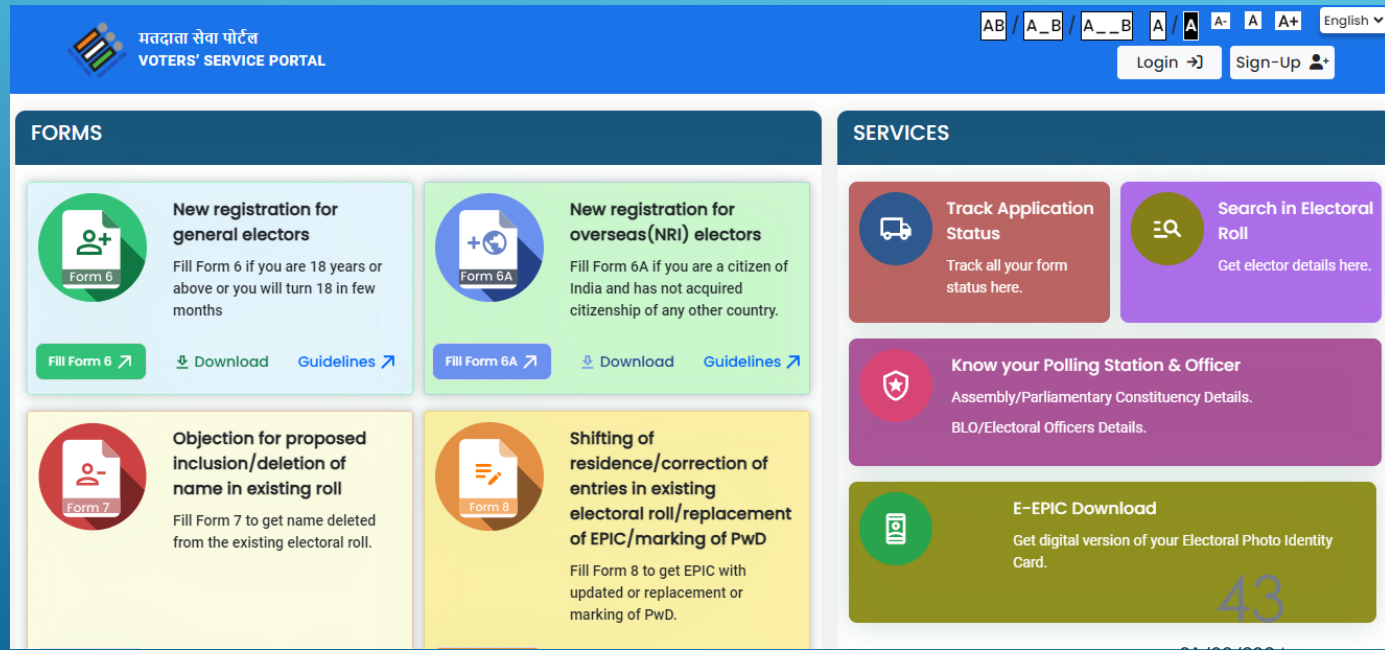 मतदाता सेवा पोर्टल
VOTERS' SERVICE PORTAL
AB / A_B / A__B A / A A- A A+ English
Login Sign-Up
FORMS
New registration for
general electors
Fill Form 6 if you are 18 years or
above or you will turn 18 in few
months
Form 6
Fill Form 6 Download Guidelines
New registration for
overseas(NRI) electors
Fill Form 6A if you are a citizen of
India and has not acquired
citizenship of any other country.
Form 6A
Fill Form 6A Download Guidelines
Objection for proposed
inclusion/deletion of
name in existing roll
Fill Form 7 to get name deleted
from the existing electoral roll.
Form 7
Shifting of
residence/correction of
entries in existing
electoral roll/replacement
of EPIC/marking of PwD
Fill Form 8 to get EPIC with
updated or replacement or
marking of PwD.
Form 8
SERVICES
Track Application
Status
Track all your form
status here.
Search in Electoral
Roll
Get elector details here.
Know your Polling Station & Officer
Assembly/Parliamentary Constituency Details.
BLO/Electoral Officers Details.
E-EPIC Download
Get digital version of your Electoral Photo Identity
Card.
43